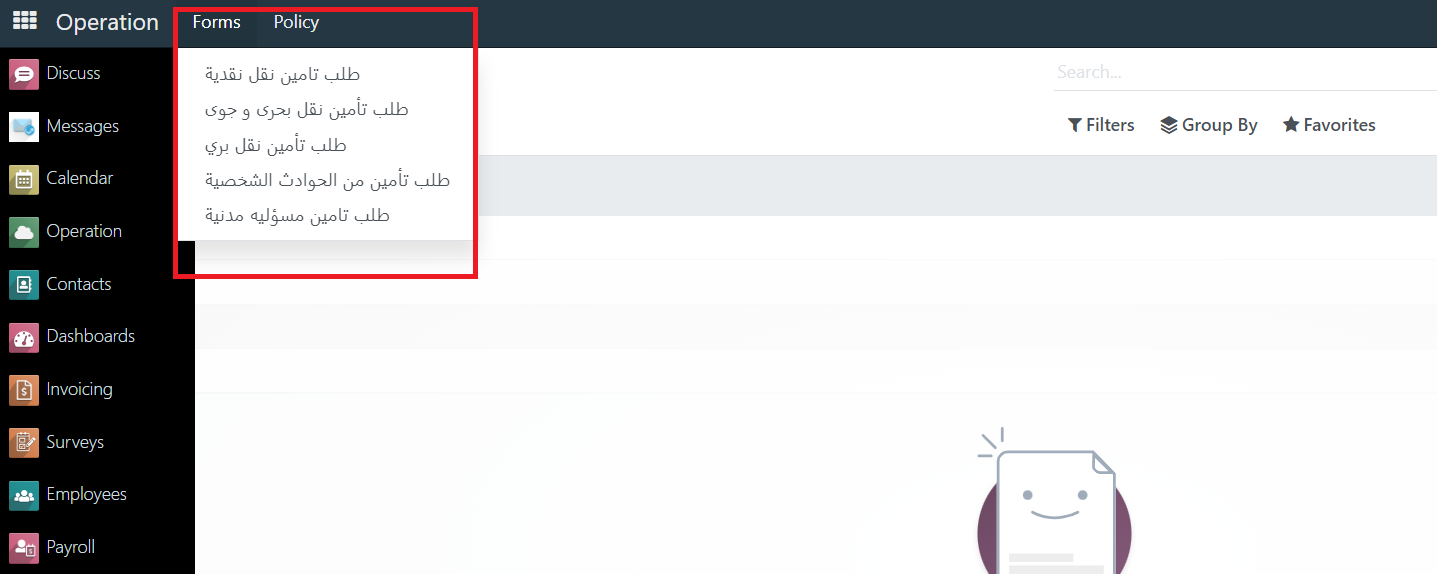 Operation
Forms
Policy
طلب تامين نقل نقدية
طلب تأمين نقل بحرى و جوى
طلب تأمين نقل بري
طلب تأمين من الحوادث الشخصية
طلب تامين مسؤليه مدنية
Search...
Filters
Group By
Favorites
Discuss
Messages
Calendar
Operation
Contacts
Dashboards
Invoicing
Surveys
Employees
Payroll